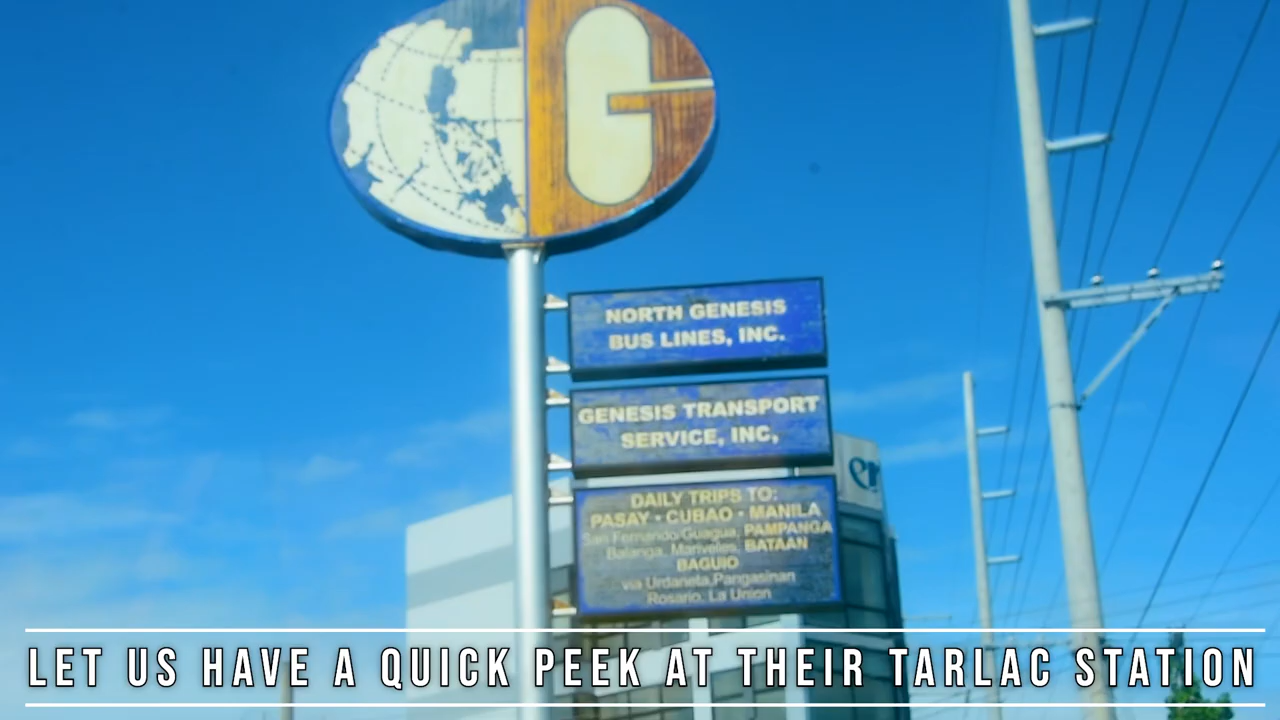 G
NORTH GENESIS
BUS LINES, INC.
GENESIS TRANSPORT
SERVICE, INC,
er
DAILY TRIPS TO:
PASAY • CUBAO • MANILA
San Fernando/Guagua, PAMPANGA
Balanga, Mariveles, BATAAN
BAGUIO
via Urdaneta,Pangasinan
Rosario, La Union
LET US HAVE A QUICK PEEK AT THEIR TARLAC STATION